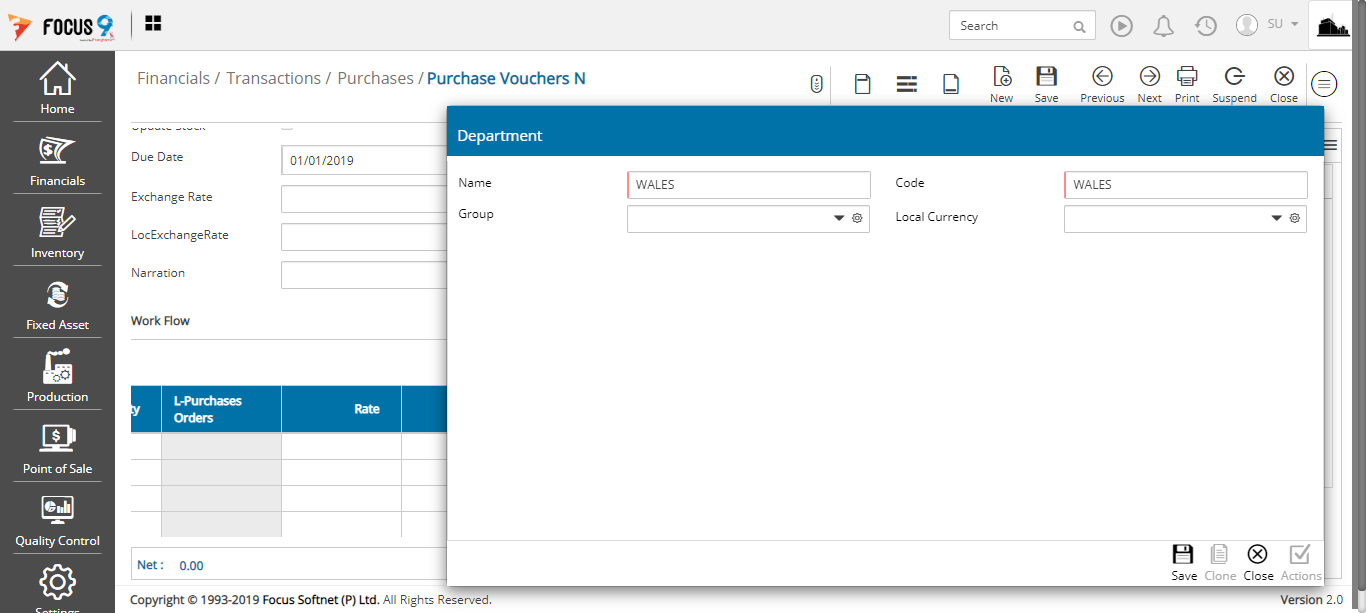 FOCUS 9
Search
SU
Home
Financials
Inventory
Fixed Asset
Production
Point of Sale
Quality Control
Settings
Financials / Transactions / Purchases / Purchase Vouchers N
New
Save
Previous
Next
Print
Suspend
Close
Update Stock
Due Date
01/01/2019
Exchange Rate
LocExchangeRate
Narration
Work Flow
ty
L-Purchases
Orders
Rate
Net : 0.00
Department
Name
WALES
Code
WALES
Group
Local Currency
Save
Clone
Close
Actions
Copyright © 1993-2019 Focus Softnet (P) Ltd. All Rights Reserved.
Version 2.0